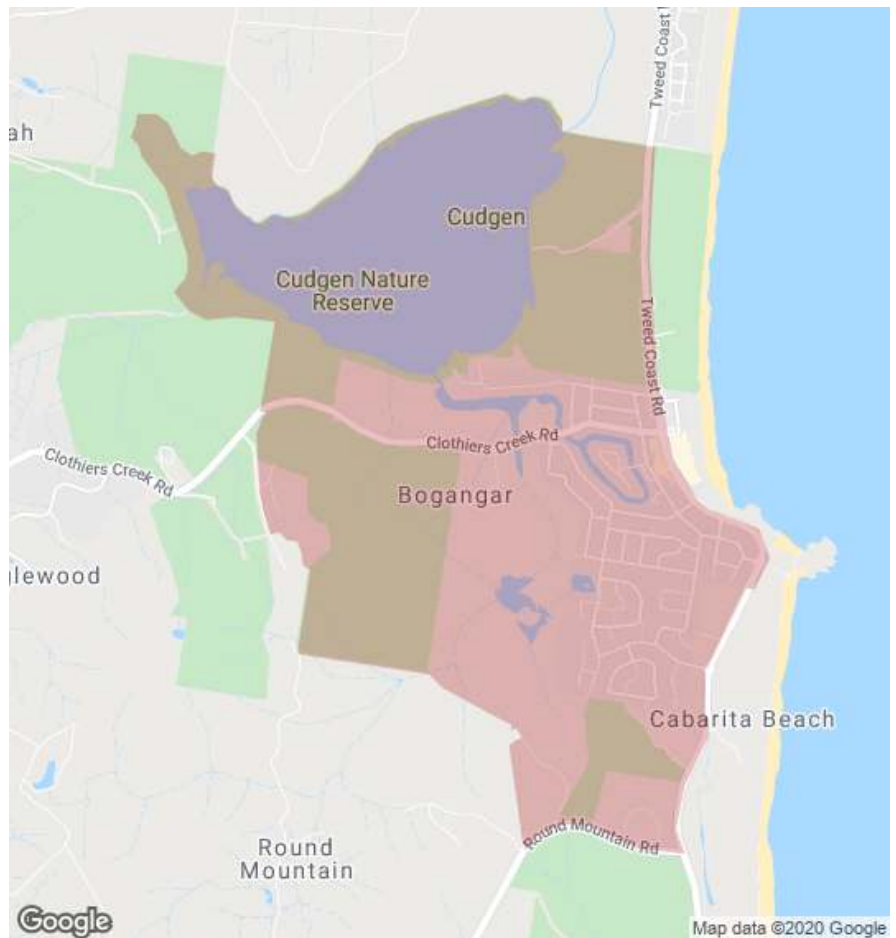 Tweed Coast
ah
Cudgen
Cudgen Nature
Reserve
Tweed Coast Rd
Clothiers Creek Rd
Clothiers Creek Rd
Bogangar
glewood
Cabarita Beach
Round Mountain Rd
Round
Mountain
Google
Map data ©2020 Google